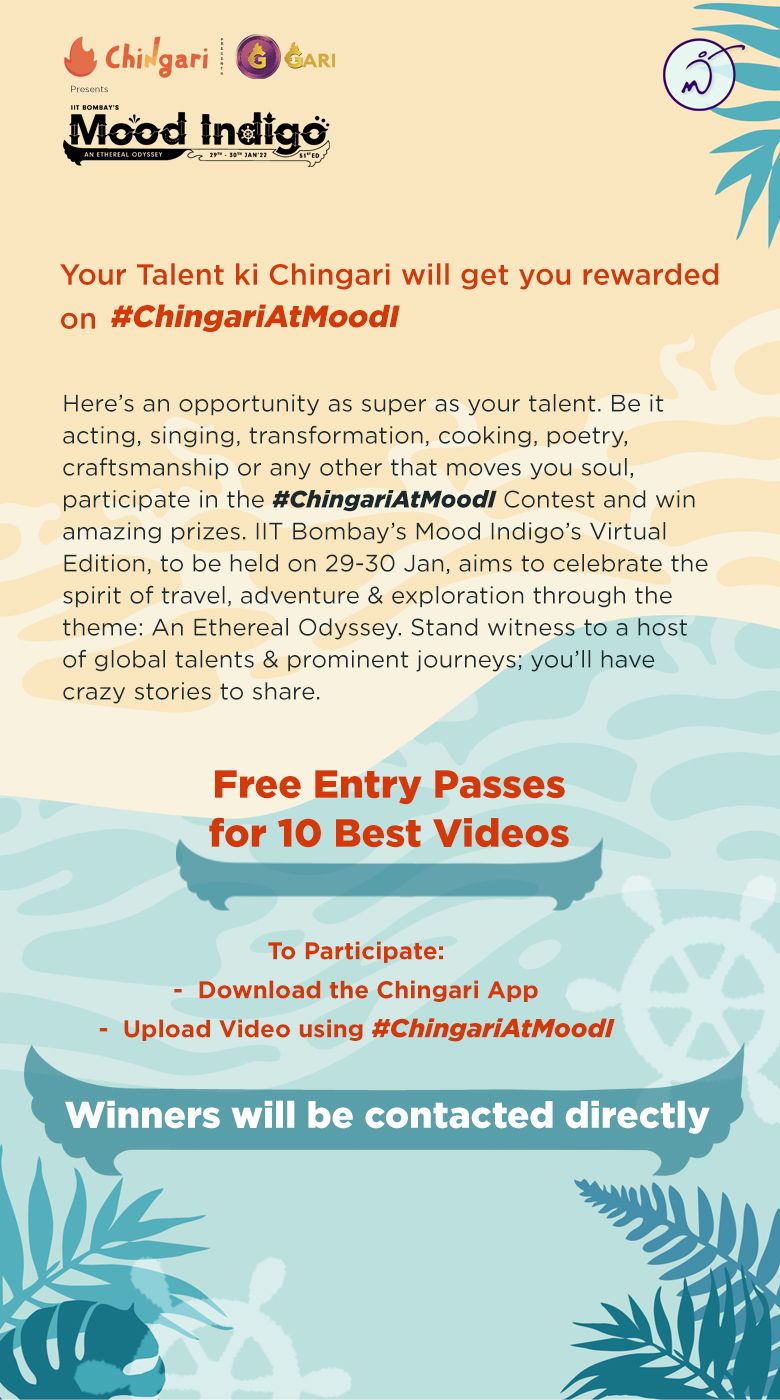 Chingari
PRESENTS
G GARI
Presents
IIT BOMBAY'S
Mood Indigo
AN ETHEREAL ODYSSEY 29TH - 30TH JAN'22 51ST ED
Your Talent ki Chingari will get you rewarded
on #ChingariAtMoodI
Here's an opportunity as super as your talent. Be it
acting, singing, transformation, cooking, poetry,
craftsmanship or any other that moves you soul,
participate in the #ChingariAtMoodI Contest and win
amazing prizes. IIT Bombay's Mood Indigo's Virtual
Edition, to be held on 29-30 Jan, aims to celebrate the
spirit of travel, adventure & exploration through the
theme: An Ethereal Odyssey. Stand witness to a host
of global talents & prominent journeys; you'll have
crazy stories to share.
Free Entry Passes
for 10 Best Videos
To Participate:
- Download the Chingari App
- Upload Video using #ChingariAtMoodI
Winners will be contacted directly